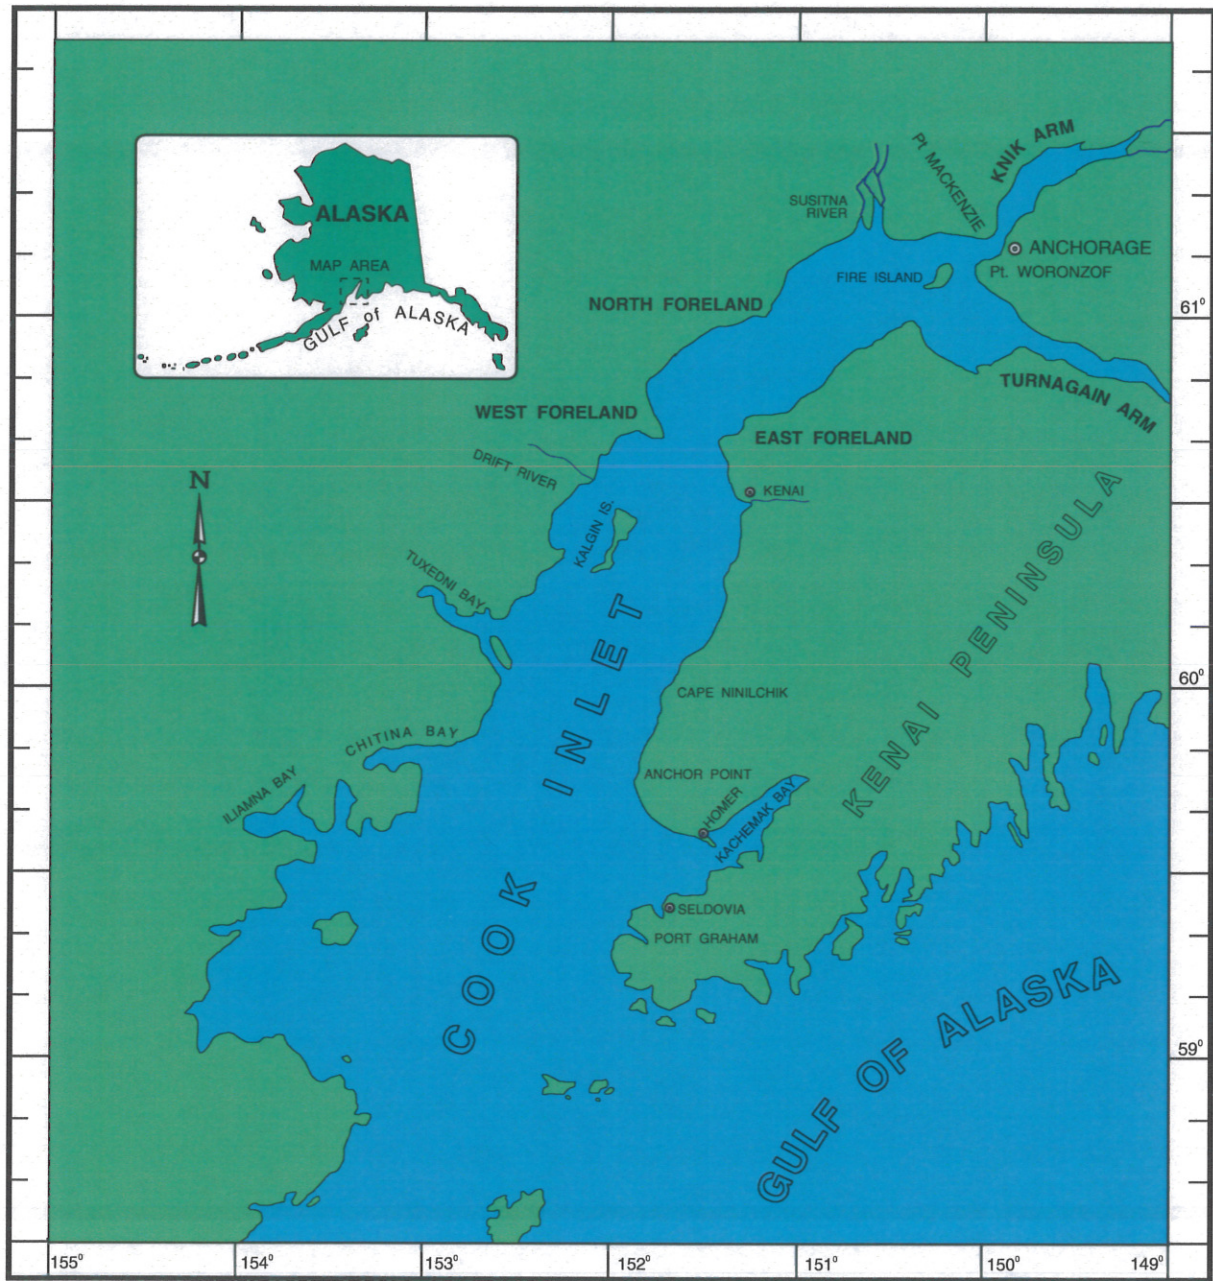 ALASKA
MAP AREA
GULF of ALASKA
SUSITNA
RIVER
Pt. MACKENZIE
KNIK ARM
ANCHORAGE
FIRE ISLAND
Pt. WORONZOF
NORTH FORELAND
61°
TURNAGAIN ARM
WEST FORELAND
EAST FORELAND
DRIFT RIVER
N
KENAI
KALGIN IS.
TUXEDNI BAY
COOK INLET
KENAI PENINSULA
60°
CAPE NINILCHIK
CHITINA BAY
ANCHOR POINT
ILIAMNA BAY
HOMER
KACHEMAK BAY
SELDOVIA
PORT GRAHAM
GULF OF ALASKA
59°
155° 154° 153° 152° 151° 150° 149°